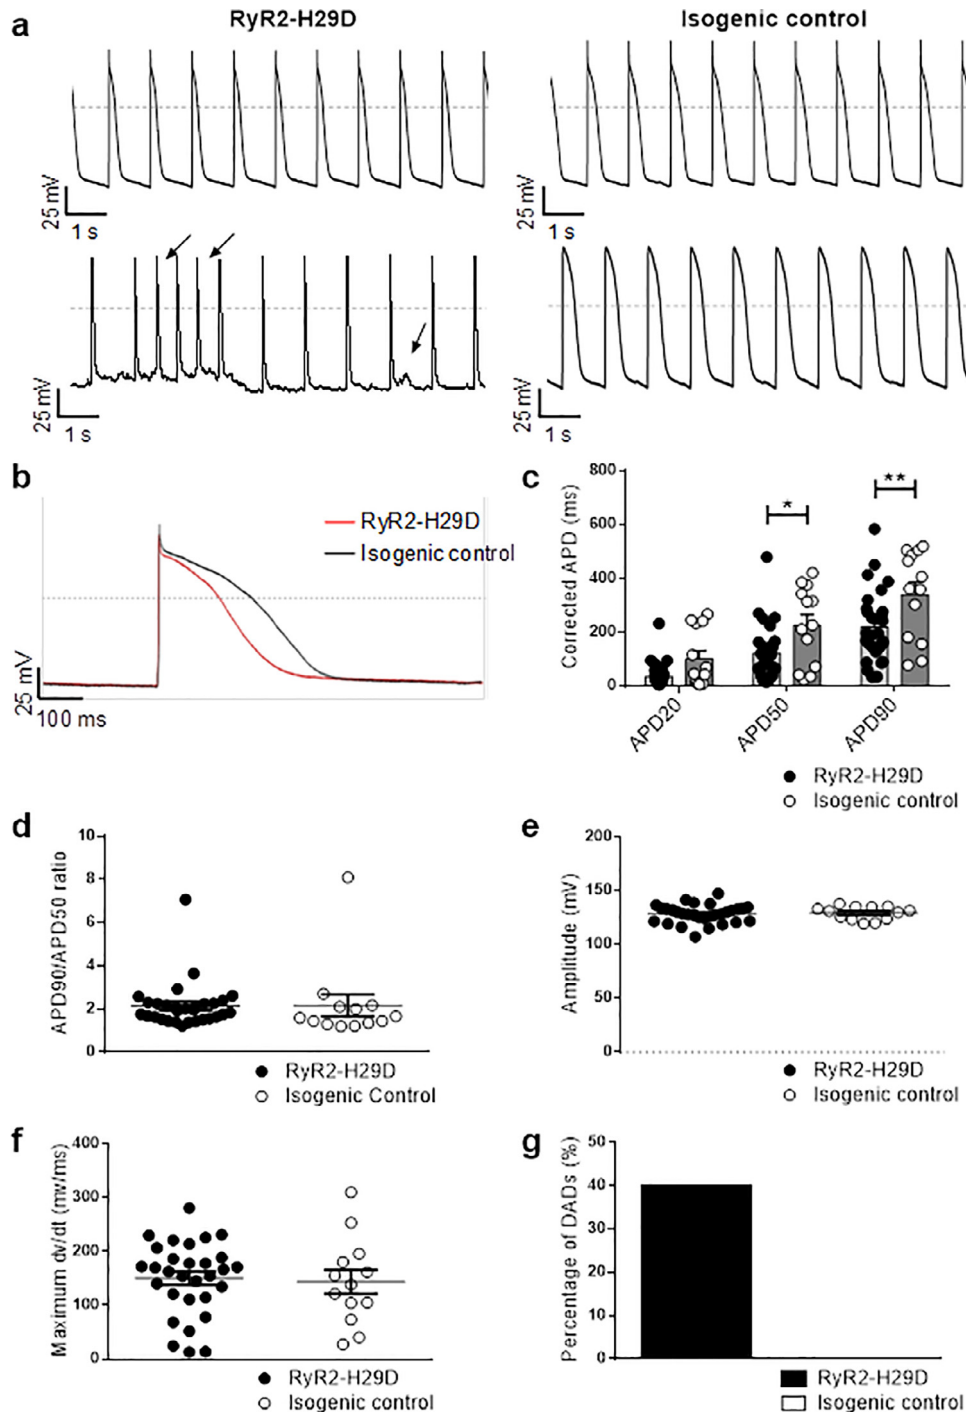 a
RyR2-H29D
Isogenic control
25 mV
1 s
25 mV
1 s
25 mV
1 s
25 mV
1 s
b
RyR2-H29D
Isogenic control
25 mV
100 ms
c
Corrected APD (ms)
800
600
400
200
0
*
**
APD20
APD50
APD90
RyR2-H29D
Isogenic control
d
APD90/APD50 ratio
10
8
6
4
2
0
RyR2-H29D
Isogenic Control
e
Amplitude (mV)
200
150
100
50
0
RyR2-H29D
Isogenic control
f
Maximum dv/dt (mv/ms)
400
300
200
100
0
RyR2-H29D
Isogenic control
g
Percentage of DADs (%)
50
40
30
20
10
0
RyR2-H29D
Isogenic control